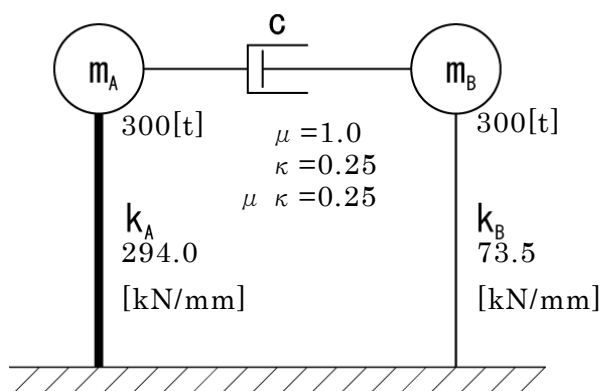 c
m_A
m_B
300[t]
300[t]
μ =1.0
κ =0.25
μ κ =0.25
k_A
294.0
[kN/mm]
k_B
73.5
[kN/mm]